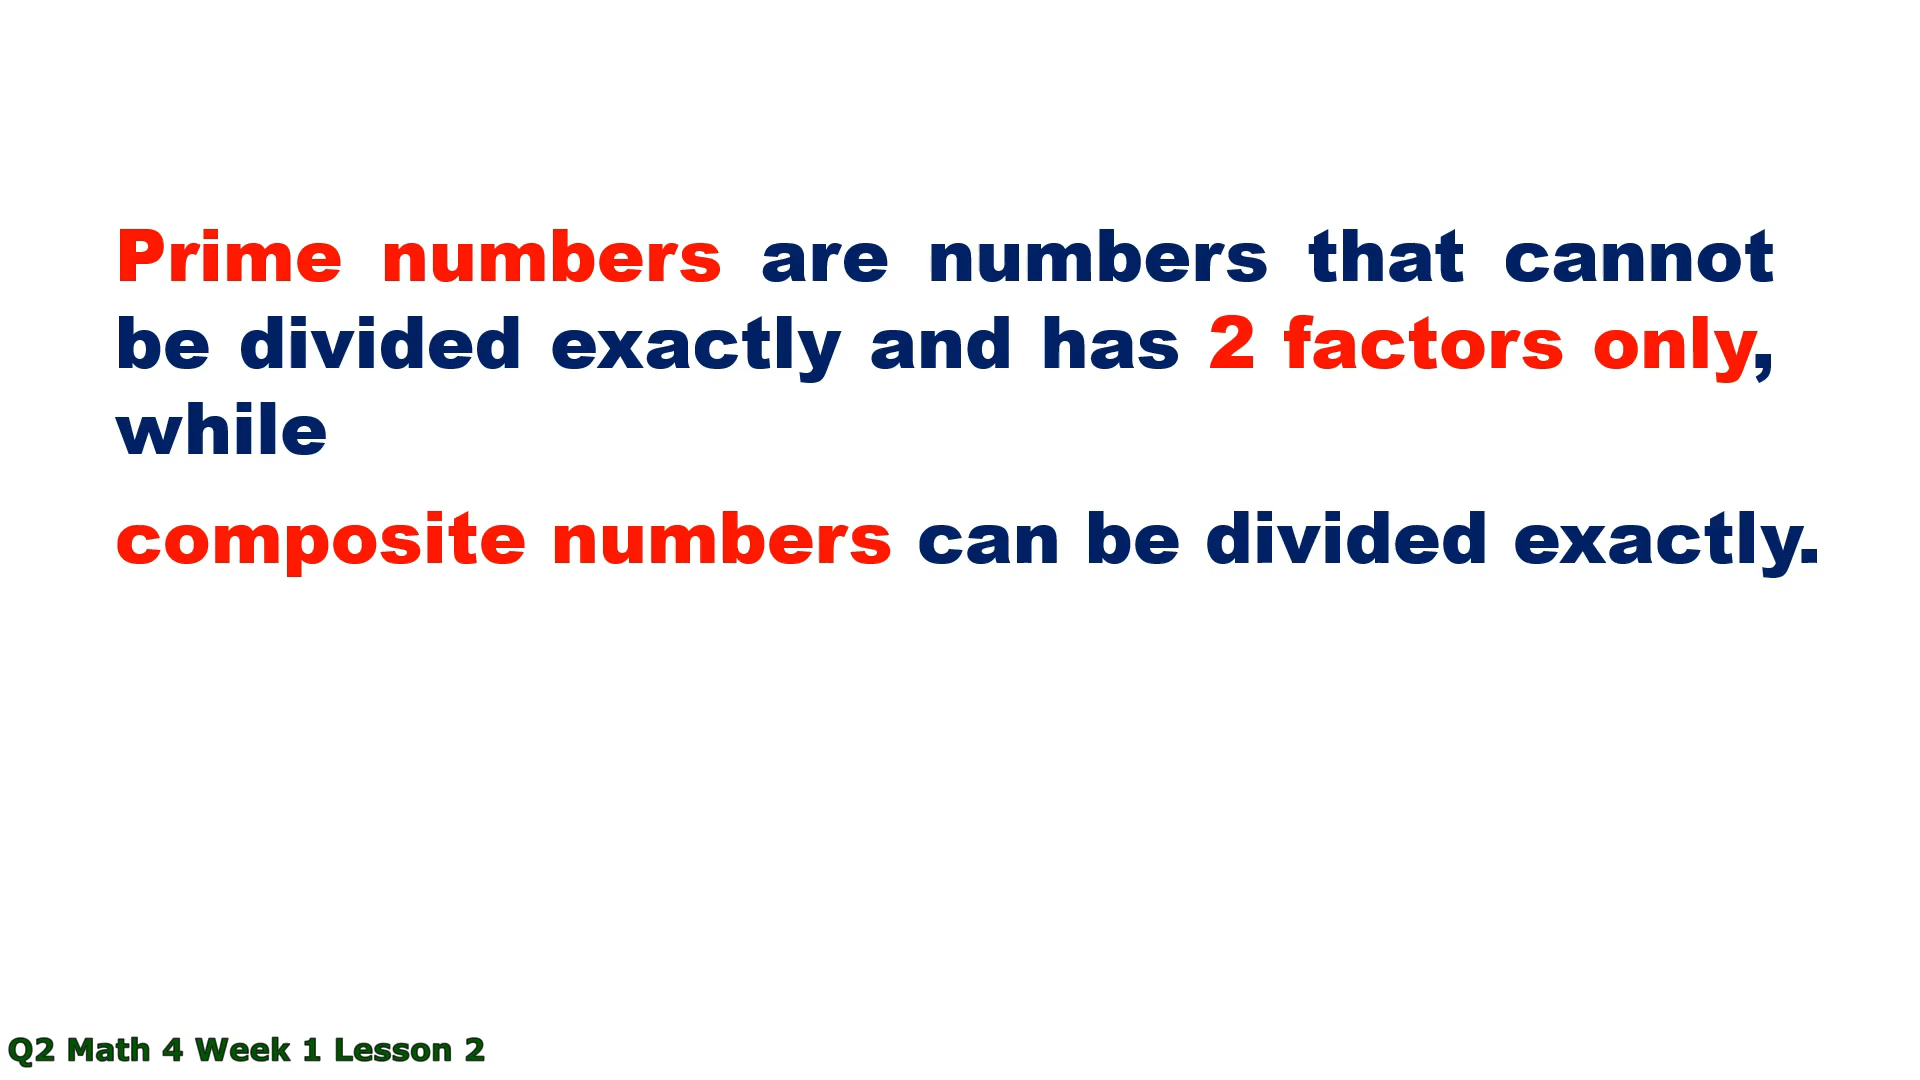 Prime numbers are numbers that cannot
be divided exactly and has 2 factors only,
while
composite numbers can be divided exactly.
Q2 Math 4 Week 1 Lesson 2